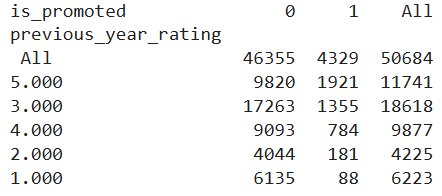 is_promoted 0 1 All
previous_year_rating
All 46355 4329 50684
5.000 9820 1921 11741
3.000 17263 1355 18618
4.000 9093 784 9877
2.000 4044 181 4225
1.000 6135 88 6223